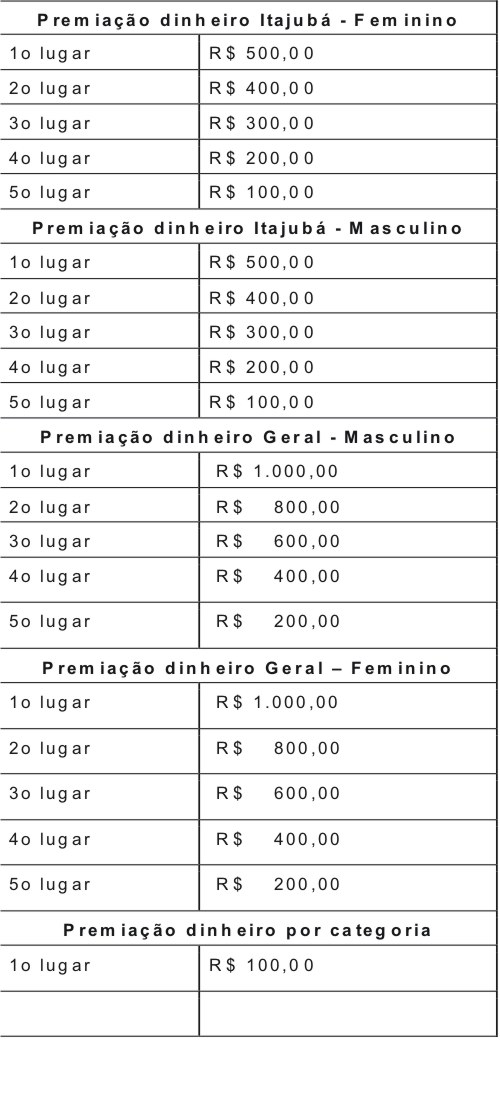 Premiação dinheiro Itajubá - Feminino
1o lugar R$ 500,00
2o lugar R$ 400,00
3o lugar R$ 300,00
4o lugar R$ 200,00
5o lugar R$ 100,00
Premiação dinheiro Itajubá - Masculino
1o lugar R$ 500,00
2o lugar R$ 400,00
3o lugar R$ 300,00
4o lugar R$ 200,00
5o lugar R$ 100,00
Premiação dinheiro Geral - Masculino
1o lugar R$ 1.000,00
2o lugar R$ 800,00
3o lugar R$ 600,00
4o lugar R$ 400,00
5o lugar R$ 200,00
Premiação dinheiro Geral – Feminino
1o lugar R$ 1.000,00
2o lugar R$ 800,00
3o lugar R$ 600,00
4o lugar R$ 400,00
5o lugar R$ 200,00
Premiação dinheiro por categoria
1o lugar R$ 100,00